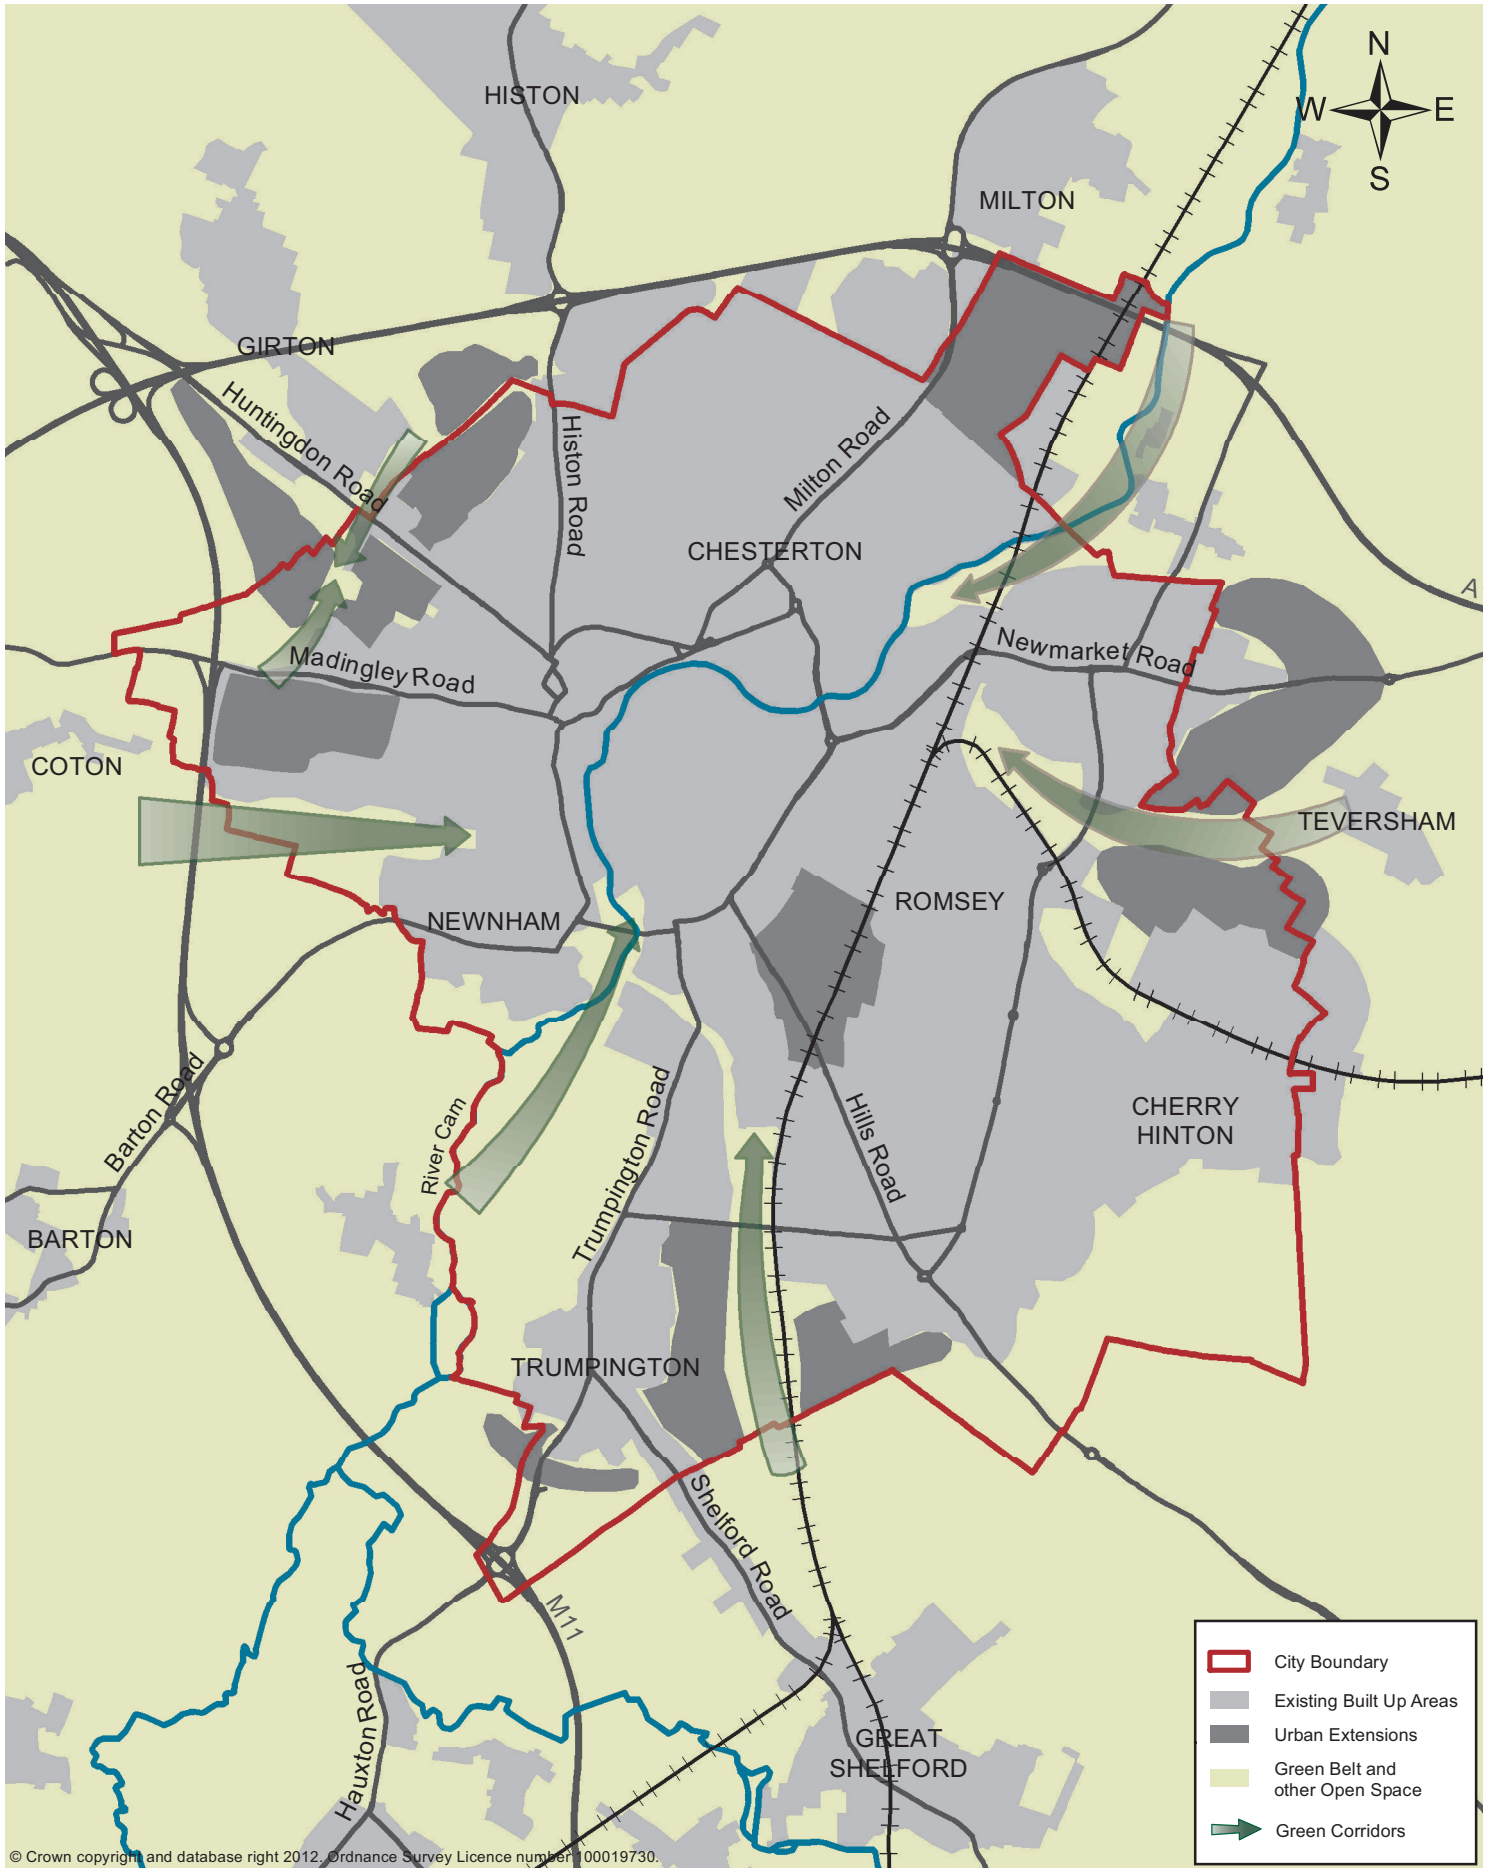 N
HISTON
W
E
S
MILTON
GIRTON
Huntingdon Road
Histon Road
Milton Road
CHESTERTON
A
Newmarket Road
Madingley Road
COTON
TEVERSHAM
ROMSEY
NEWNHAM
Barton Road
River Cam
Trumpington Road
Hills Road
CHERRY
HINTON
BARTON
TRUMPINGTON
Shelford Road
M11
Hauxton Road
GREAT
SHELFORD
City Boundary
Existing Built Up Areas
Urban Extensions
Green Belt and
other Open Space
Green Corridors
© Crown copyright and database right 2012. Ordnance Survey Licence number 100019730.